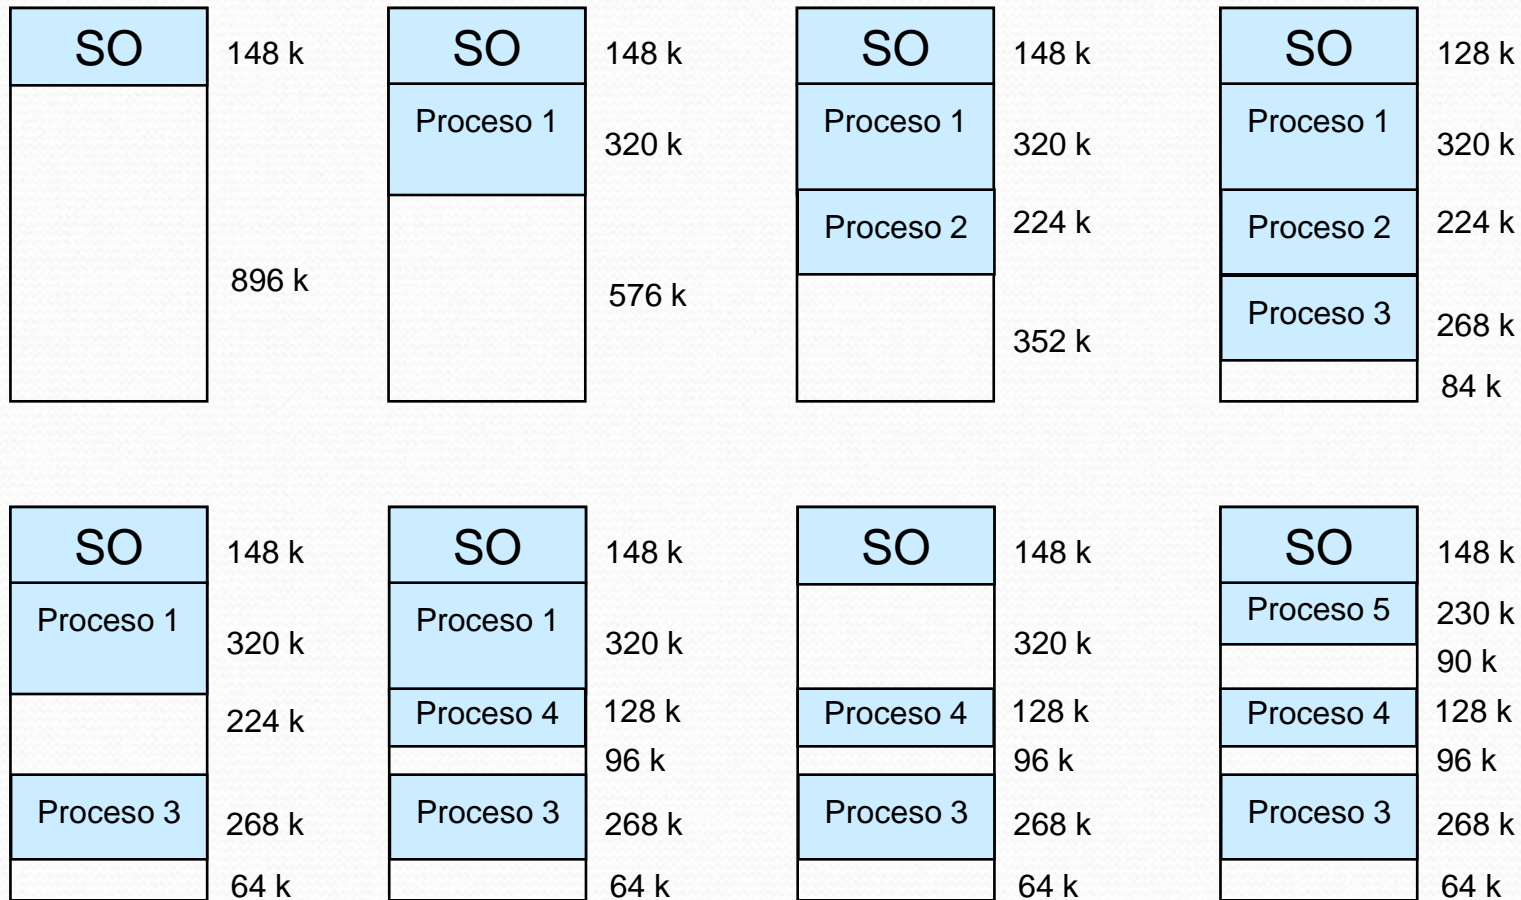 SO 148 k
896 k
SO 148 k
Proceso 1
320 k
576 k
SO 148 k
Proceso 1
320 k
Proceso 2 224 k
352 k
SO 128 k
Proceso 1
320 k
Proceso 2 224 k
Proceso 3 268 k
84 k
SO 148 k
Proceso 1
320 k
224 k
Proceso 3 268 k
64 k
SO 148 k
Proceso 1
320 k
Proceso 4 128 k
96 k
Proceso 3 268 k
64 k
SO 148 k
320 k
Proceso 4 128 k
96 k
Proceso 3 268 k
64 k
SO 148 k
Proceso 5 230 k
90 k
Proceso 4 128 k
96 k
Proceso 3 268 k
64 k